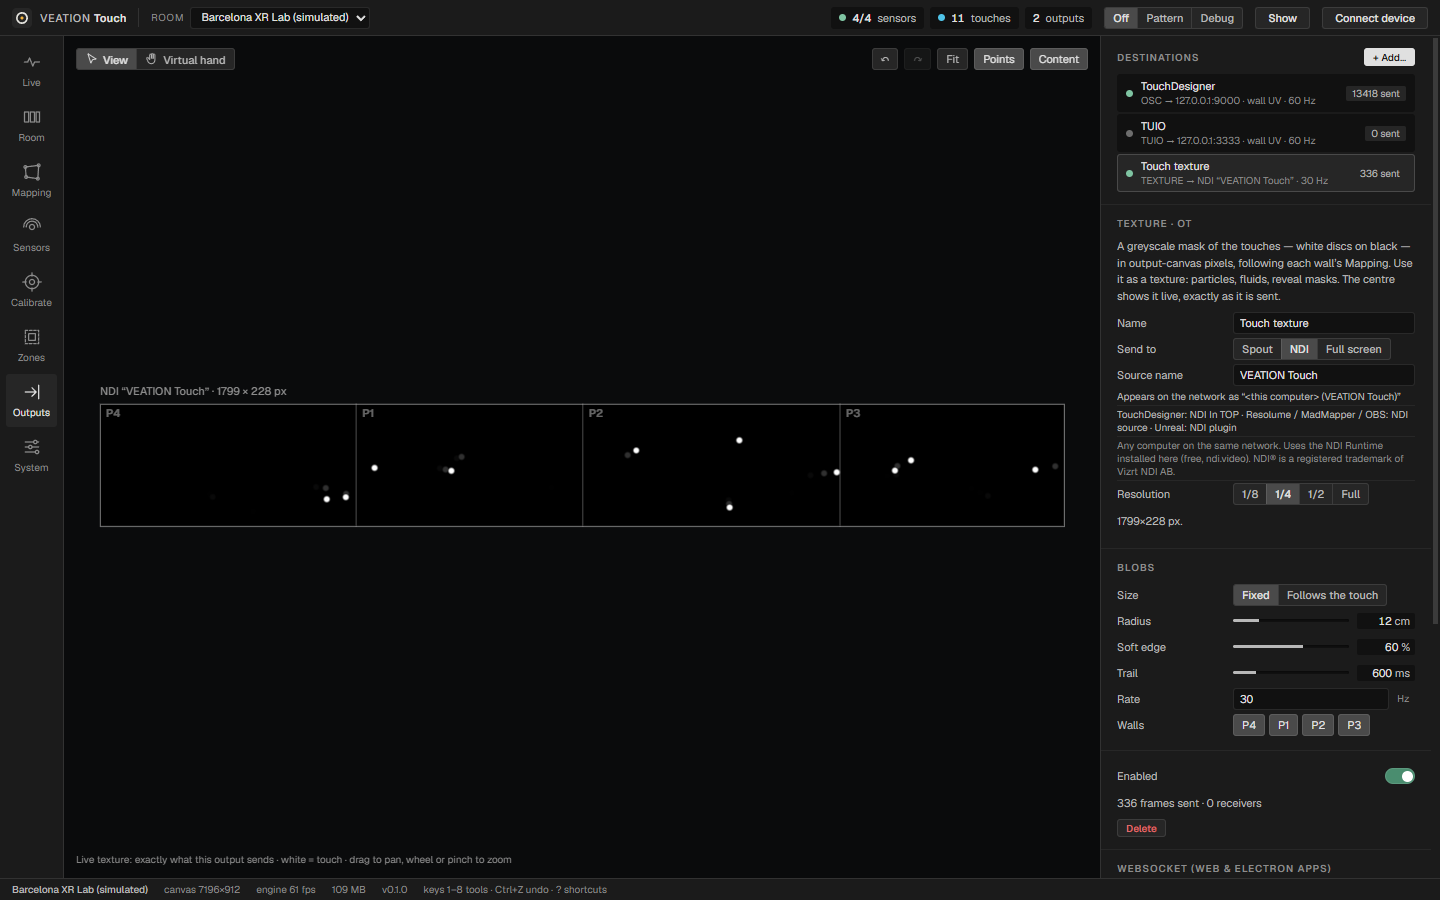 VEATION Touch
ROOM
Barcelona XR Lab (simulated)
4/4 sensors
11 touches
2 outputs
Off
Pattern
Debug
Show
Connect device
Live
Room
Mapping
Sensors
Calibrate
Zones
Outputs
System
View
Virtual hand
Fit
Points
Content
NDI “VEATION Touch” · 1799 × 228 px
P4
P1
P2
P3
Live texture: exactly what this output sends · white = touch · drag to pan, wheel or pinch to zoom
DESTINATIONS
+ Add...
TouchDesigner
OSC → 127.0.0.1:9000 · wall UV · 60 Hz
13418 sent
TUIO
TUIO → 127.0.0.1:3333 · wall UV · 60 Hz
0 sent
Touch texture
TEXTURE → NDI “VEATION Touch” · 30 Hz
336 sent
TEXTURE · OT
A greyscale mask of the touches — white discs on black —
in output-canvas pixels, following each wall's Mapping. Use
it as a texture: particles, fluids, reveal masks. The centre
shows it live, exactly as it is sent.
Name
Touch texture
Send to
Spout
NDI
Full screen
Source name
VEATION Touch
Appears on the network as “<this computer> (VEATION Touch)”
TouchDesigner: NDI In TOP · Resolume / MadMapper / OBS: NDI
source · Unreal: NDI plugin
Any computer on the same network. Uses the NDI Runtime
installed here (free, ndi.video). NDI® is a registered trademark of
Vizrt NDI AB.
Resolution
1/8
1/4
1/2
Full
1799×228 px.
BLOBS
Size
Fixed
Follows the touch
Radius
12 cm
Soft edge
60 %
Trail
600 ms
Rate
30
Hz
Walls
P4
P1
P2
P3
Enabled
336 frames sent · 0 receivers
Delete
WEBSOCKET (WEB & ELECTRON APPS)
Barcelona XR Lab (simulated)
canvas 7196×912
engine 61 fps
109 MB
v0.1.0
keys 1–8 tools · Ctrl+Z undo · ? shortcuts